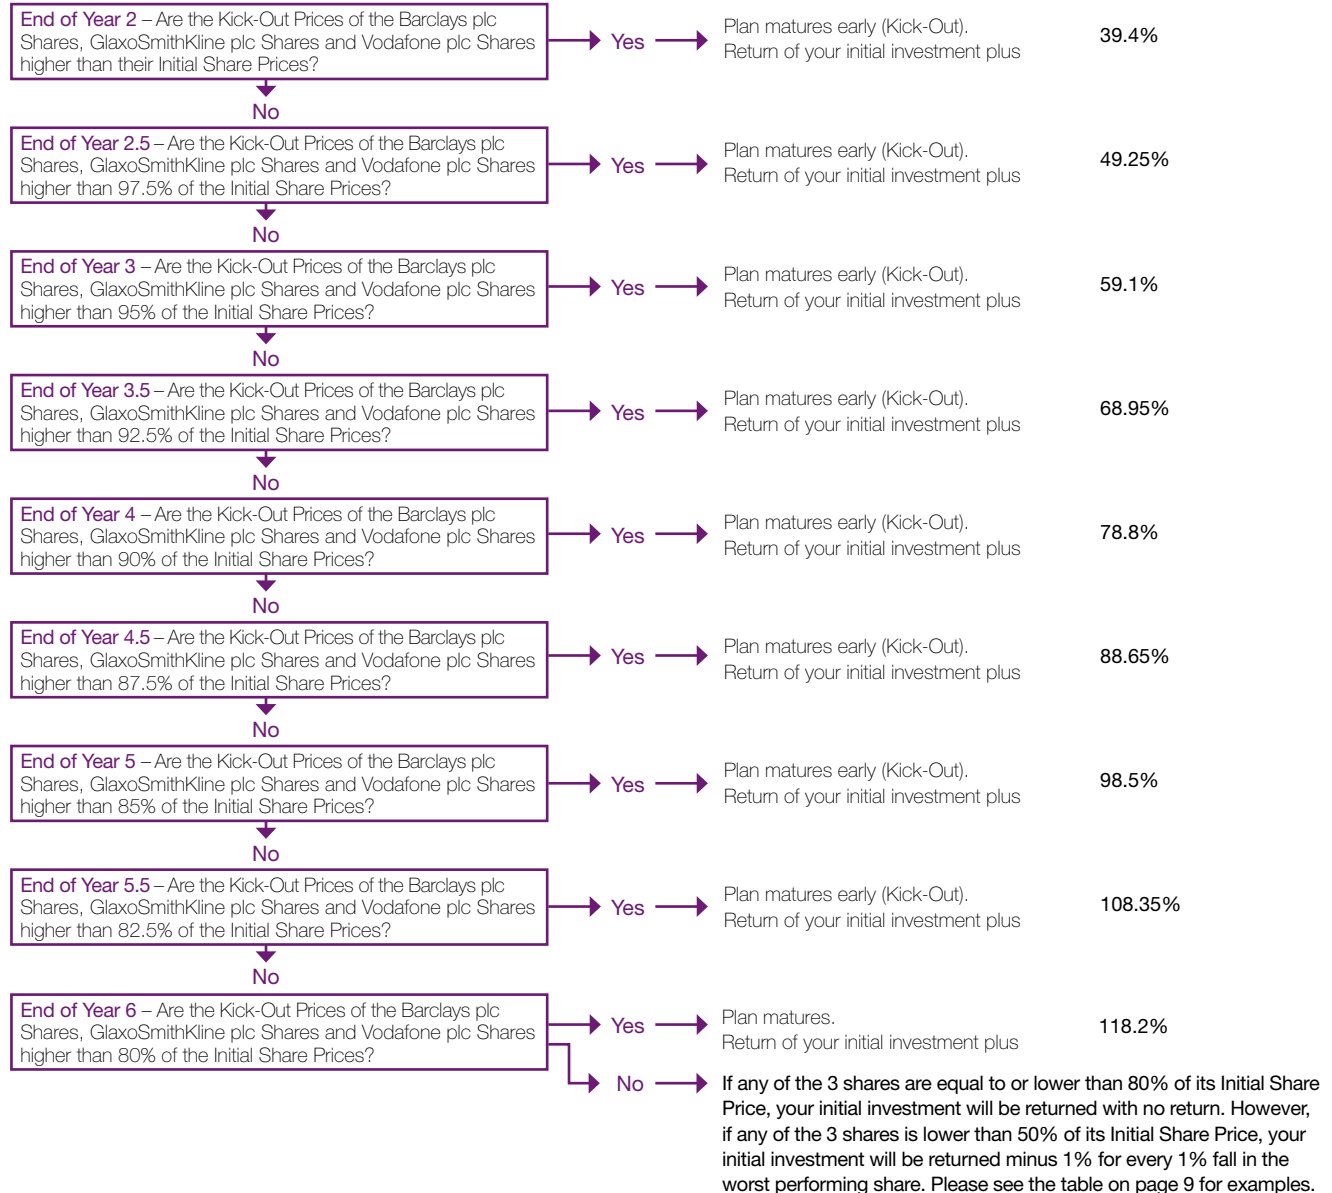 End of Year 2 – Are the Kick-Out Prices of the Barclays plc
Shares, GlaxoSmithKline plc Shares and Vodafone plc Shares
higher than their Initial Share Prices?
Yes
Plan matures early (Kick-Out).
Return of your initial investment plus
39.4%
No
End of Year 2.5 – Are the Kick-Out Prices of the Barclays plc
Shares, GlaxoSmithKline plc Shares and Vodafone plc Shares
higher than 97.5% of the Initial Share Prices?
Yes
Plan matures early (Kick-Out).
Return of your initial investment plus
49.25%
No
End of Year 3 – Are the Kick-Out Prices of the Barclays plc
Shares, GlaxoSmithKline plc Shares and Vodafone plc Shares
higher than 95% of the Initial Share Prices?
Yes
Plan matures early (Kick-Out).
Return of your initial investment plus
59.1%
No
End of Year 3.5 – Are the Kick-Out Prices of the Barclays plc
Shares, GlaxoSmithKline plc Shares and Vodafone plc Shares
higher than 92.5% of the Initial Share Prices?
Yes
Plan matures early (Kick-Out).
Return of your initial investment plus
68.95%
No
End of Year 4 – Are the Kick-Out Prices of the Barclays plc
Shares, GlaxoSmithKline plc Shares and Vodafone plc Shares
higher than 90% of the Initial Share Prices?
Yes
Plan matures early (Kick-Out).
Return of your initial investment plus
78.8%
No
End of Year 4.5 – Are the Kick-Out Prices of the Barclays plc
Shares, GlaxoSmithKline plc Shares and Vodafone plc Shares
higher than 87.5% of the Initial Share Prices?
Yes
Plan matures early (Kick-Out).
Return of your initial investment plus
88.65%
No
End of Year 5 – Are the Kick-Out Prices of the Barclays plc
Shares, GlaxoSmithKline plc Shares and Vodafone plc Shares
higher than 85% of the Initial Share Prices?
Yes
Plan matures early (Kick-Out).
Return of your initial investment plus
98.5%
No
End of Year 5.5 – Are the Kick-Out Prices of the Barclays plc
Shares, GlaxoSmithKline plc Shares and Vodafone plc Shares
higher than 82.5% of the Initial Share Prices?
Yes
Plan matures early (Kick-Out).
Return of your initial investment plus
108.35%
No
End of Year 6 – Are the Kick-Out Prices of the Barclays plc
Shares, GlaxoSmithKline plc Shares and Vodafone plc Shares
higher than 80% of the Initial Share Prices?
Yes
Plan matures.
Return of your initial investment plus
118.2%
No
If any of the 3 shares are equal to or lower than 80% of its Initial Share
Price, your initial investment will be returned with no return. However,
if any of the 3 shares is lower than 50% of its Initial Share Price, your
initial investment will be returned minus 1% for every 1% fall in the
worst performing share. Please see the table on page 9 for examples.